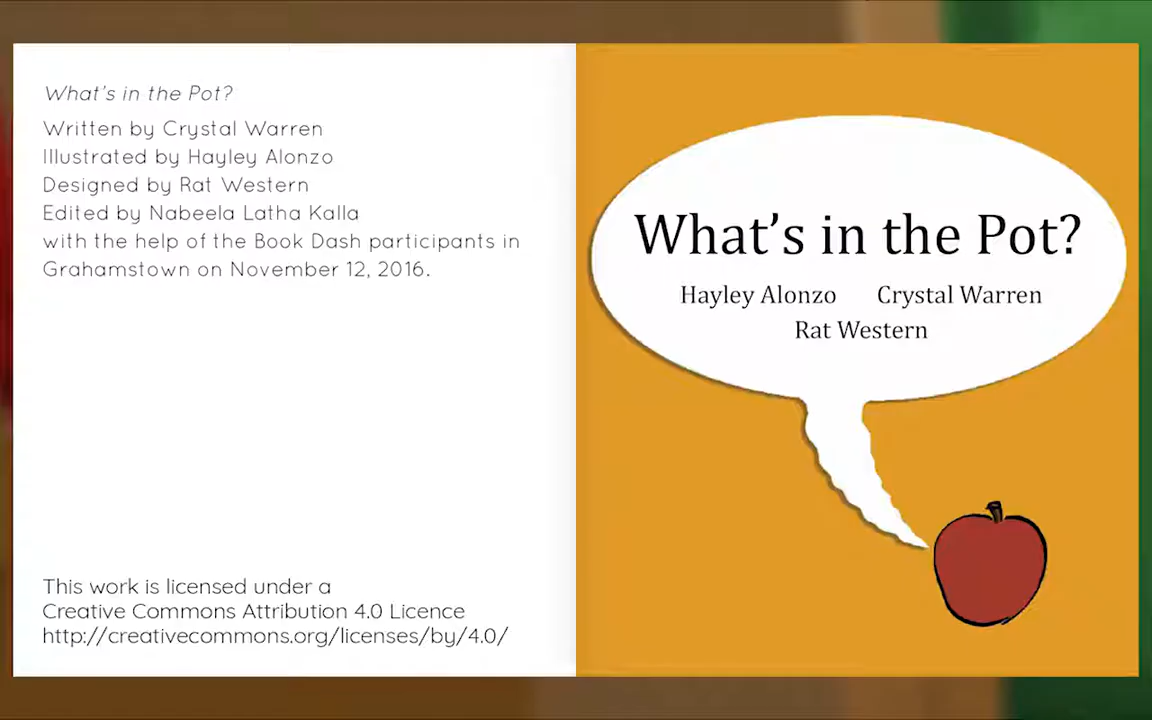 What's in the Pot?
Written by Crystal Warren
Illustrated by Hayley Alonzo
Designed by Rat Western
Edited by Nabeela Latha Kalla
with the help of the Book Dash participants in
Grahamstown on November 12, 2016.
This work is licensed under a
Creative Commons Attribution 4.0 Licence
http://creativecommons.org/licenses/by/4.0/
What's in the Pot?
Hayley Alonzo Crystal Warren
Rat Western